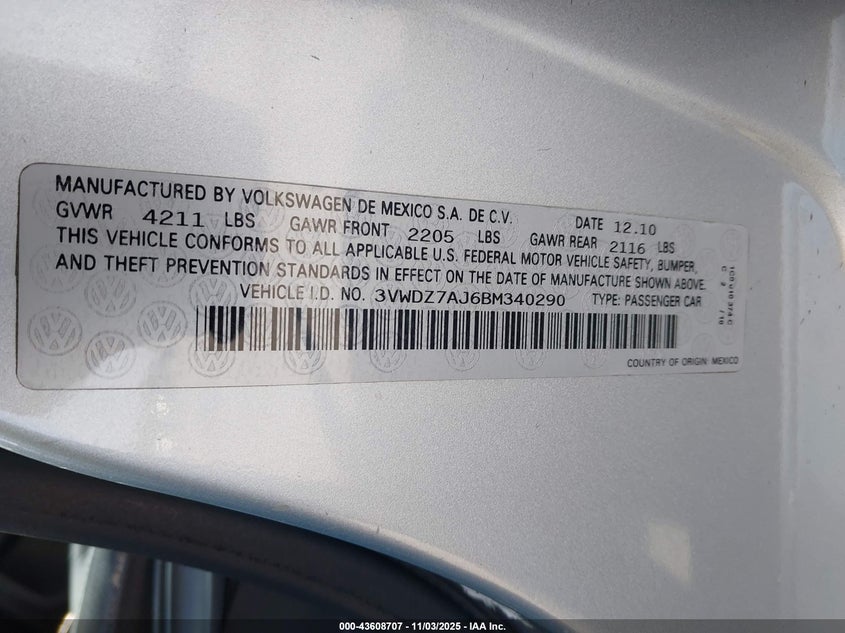 MANUFACTURED BY VOLKSWAGEN DE MEXICO S.A. DE C.V. DATE 12.10
GVWR 4211 LBS GAWR FRONT 2205 LBS GAWR REAR 2116 LBS
THIS VEHICLE CONFORMS TO ALL APPLICABLE U.S. FEDERAL MOTOR VEHICLE SAFETY, BUMPER,
AND THEFT PREVENTION STANDARDS IN EFFECT ON THE DATE OF MANUFACTURE SHOWN ABOVE.
VEHICLE I.D. NO. 3VWDZ7AJ6BM340290 TYPE: PASSENGER CAR
COUNTRY OF ORIGIN: MEXICO
000-43608707 - 11/03/2025 - IAA Inc.